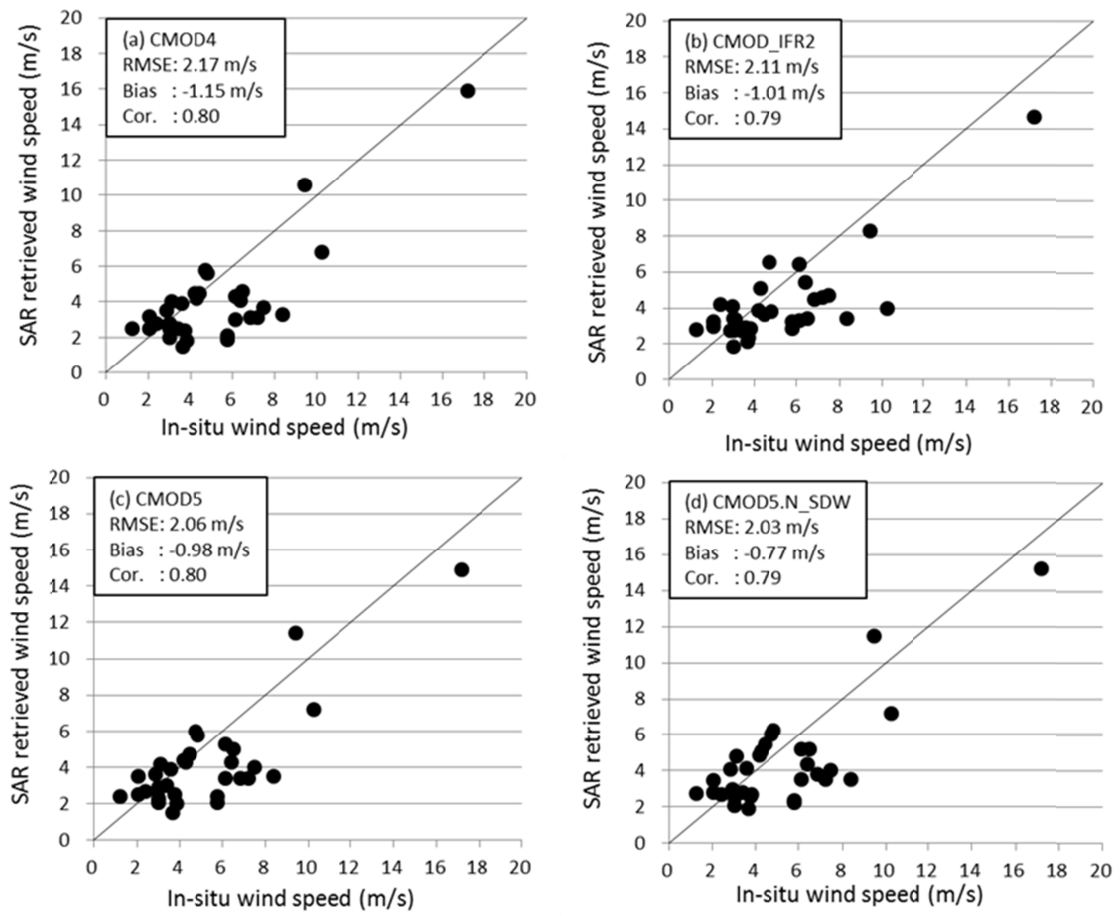 (a) CMOD4
RMSE: 2.17 m/s
Bias : -1.15 m/s
Cor. : 0.80
SAR retrieved wind speed (m/s)
20
18
16
14
12
10
8
6
4
2
0
0 2 4 6 8 10 12 14 16 18 20
In-situ wind speed (m/s)
(b) CMOD_IFR2
RMSE: 2.11 m/s
Bias : -1.01 m/s
Cor. : 0.79
SAR retrieved wind speed (m/s)
20
18
16
14
12
10
8
6
4
2
0
0 2 4 6 8 10 12 14 16 18 20
In-situ wind speed (m/s)
(c) CMOD5
RMSE: 2.06 m/s
Bias : -0.98 m/s
Cor. : 0.80
SAR retrieved wind speed (m/s)
20
18
16
14
12
10
8
6
4
2
0
0 2 4 6 8 10 12 14 16 18 20
In-situ wind speed (m/s)
(d) CMOD5.N_SDW
RMSE: 2.03 m/s
Bias : -0.77 m/s
Cor. : 0.79
SAR retrieved wind speed (m/s)
20
18
16
14
12
10
8
6
4
2
0
0 2 4 6 8 10 12 14 16 18 20
In-situ wind speed (m/s)